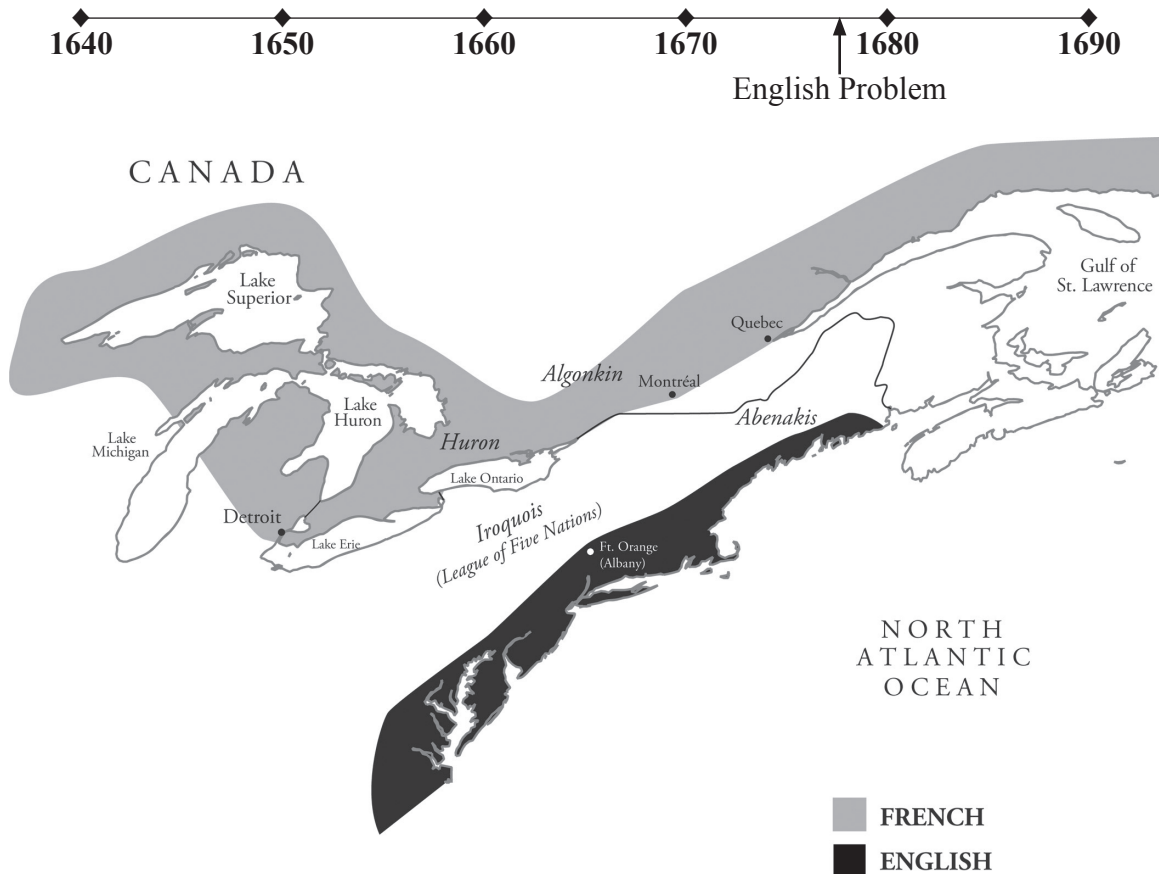 1640 1650 1660 1670 1680 1690
English Problem
CANADA
Lake
Superior
Gulf of
St. Lawrence
Quebec
Algonkin
Montréal
Lake
Huron
Abenakis
Lake
Michigan
Huron
Lake Ontario
Detroit
Iroquois
(League of Five Nations)
Lake Erie
Ft. Orange
(Albany)
NORTH
ATLANTIC
OCEAN
FRENCH
ENGLISH